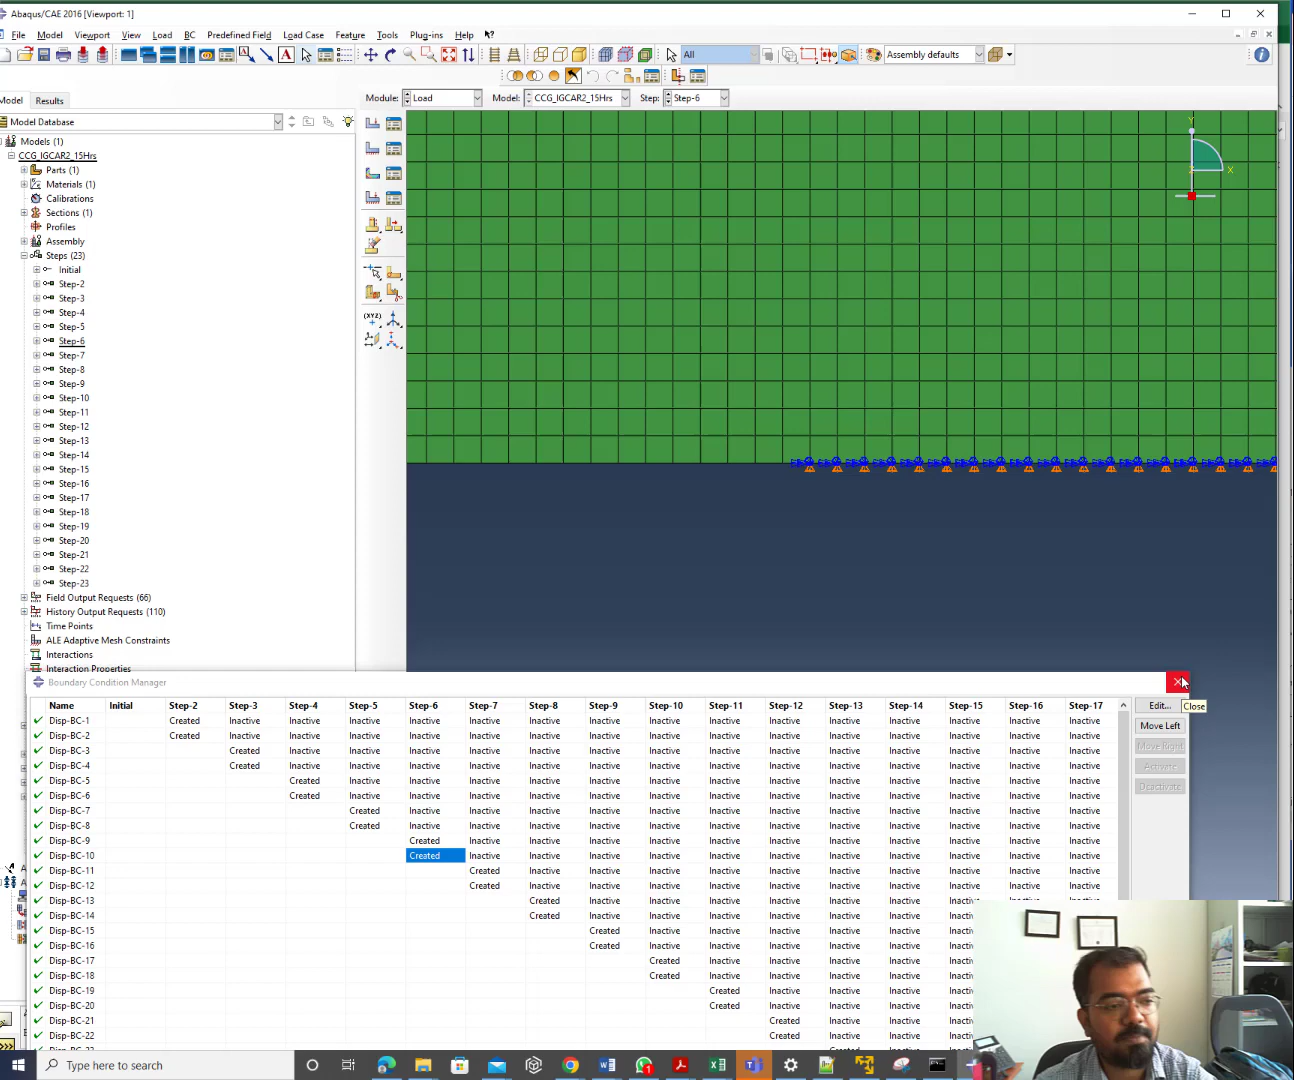 Abaqus/CAE 2016 [Viewport: 1]
File Model Viewport View Load BC Predefined Field Load Case Feature Tools Plug-ins Help
All Assembly defaults
Model Results Module: Load Model: CCG_IGCAR2_15Hrs Step: Step-6
Model Database
Models (1)
CCG_IGCAR2_15Hrs
Parts (1)
Materials (1)
Calibrations
Sections (1)
Profiles
Assembly
Steps (23)
Initial
Step-2
Step-3
Step-4
Step-5
Step-6
Step-7
Step-8
Step-9
Step-10
Step-11
Step-12
Step-13
Step-14
Step-15
Step-16
Step-17
Step-18
Step-19
Step-20
Step-21
Step-22
Step-23
Field Output Requests (66)
History Output Requests (110)
Time Points
ALE Adaptive Mesh Constraints
Interactions
Interaction Properties
(XYZ)
Y
X
Boundary Condition Manager
Name Initial Step-2 Step-3 Step-4 Step-5 Step-6 Step-7 Step-8 Step-9 Step-10 Step-11 Step-12 Step-13 Step-14 Step-15 Step-16 Step-17
Disp-BC-1 Created Inactive Inactive Inactive Inactive Inactive Inactive Inactive Inactive Inactive Inactive Inactive Inactive Inactive Inactive Inactive
Disp-BC-2 Created Inactive Inactive Inactive Inactive Inactive Inactive Inactive Inactive Inactive Inactive Inactive Inactive Inactive Inactive Inactive
Disp-BC-3 Created Inactive Inactive Inactive Inactive Inactive Inactive Inactive Inactive Inactive Inactive Inactive Inactive Inactive Inactive
Disp-BC-4 Created Inactive Inactive Inactive Inactive Inactive Inactive Inactive Inactive Inactive Inactive Inactive Inactive Inactive Inactive
Disp-BC-5 Created Inactive Inactive Inactive Inactive Inactive Inactive Inactive Inactive Inactive Inactive Inactive Inactive Inactive
Disp-BC-6 Created Inactive Inactive Inactive Inactive Inactive Inactive Inactive Inactive Inactive Inactive Inactive Inactive Inactive
Disp-BC-7 Created Inactive Inactive Inactive Inactive Inactive Inactive Inactive Inactive Inactive Inactive Inactive Inactive
Disp-BC-8 Created Inactive Inactive Inactive Inactive Inactive Inactive Inactive Inactive Inactive Inactive Inactive Inactive
Disp-BC-9 Created Inactive Inactive Inactive Inactive Inactive Inactive Inactive Inactive Inactive Inactive Inactive
Disp-BC-10 Created Inactive Inactive Inactive Inactive Inactive Inactive Inactive Inactive Inactive Inactive Inactive
Disp-BC-11 Created Inactive Inactive Inactive Inactive Inactive Inactive Inactive Inactive Inactive Inactive
Disp-BC-12 Created Inactive Inactive Inactive Inactive Inactive Inactive Inactive Inactive Inactive Inactive
Disp-BC-13 Created Inactive Inactive Inactive Inactive Inactive Inactive
Disp-BC-14 Created Inactive Inactive Inactive Inactive Inactive Inactive
Disp-BC-15 Created Inactive Inactive Inactive Inactive Inactive
Disp-BC-16 Created Inactive Inactive Inactive Inactive Inactive
Disp-BC-17 Created Inactive Inactive Inactive Inactive
Disp-BC-18 Created Inactive Inactive Inactive Inactive
Disp-BC-19 Created Inactive Inactive Inactive
Disp-BC-20 Created Inactive Inactive Inactive
Disp-BC-21 Created Inactive Inactive
Disp-BC-22 Created Inactive Inactive
Edit...
Close
Move Left
Move Right
Activate
Deactivate
Type here to search